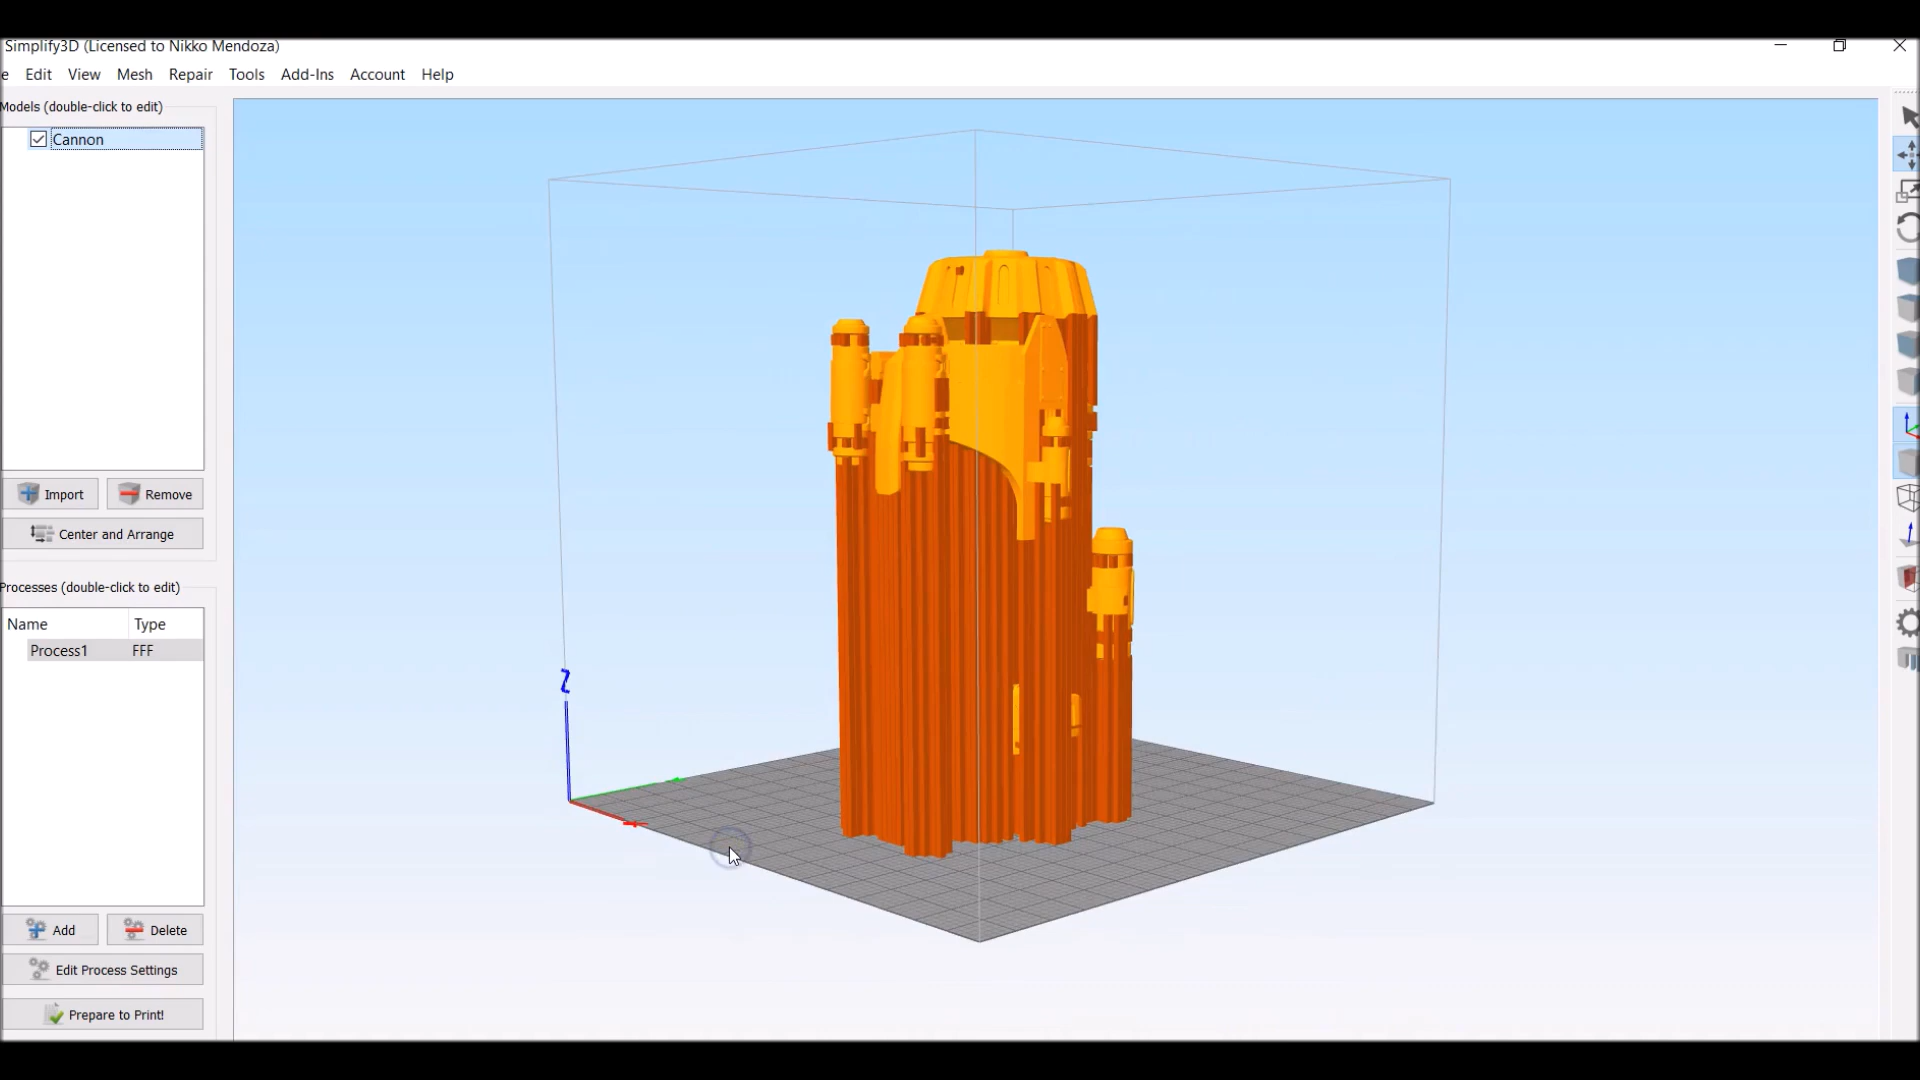 Simplify3D (Licensed to Nikko Mendoza)
e Edit View Mesh Repair Tools Add-Ins Account Help
Models (double-click to edit)
Cannon
Import Remove
Center and Arrange
Processes (double-click to edit)
Name Type
Process1 FFF
Z
Add Delete
Edit Process Settings
Prepare to Print!